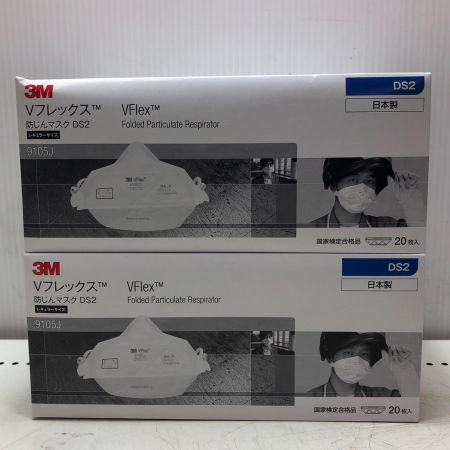 3M
Vフレックス™
防じんマスク DS2
レギュラーサイズ
9105J
VFlex™
Folded Particulate Respirator
DS2
日本製
3M VFlex™
国家検定合格品
20枚入
3M
Vフレックス™
防じんマスク DS2
レギュラーサイズ
9105J
VFlex™
Folded Particulate Respirator
DS2
日本製
3M VFlex™
国家検定合格品
20枚入